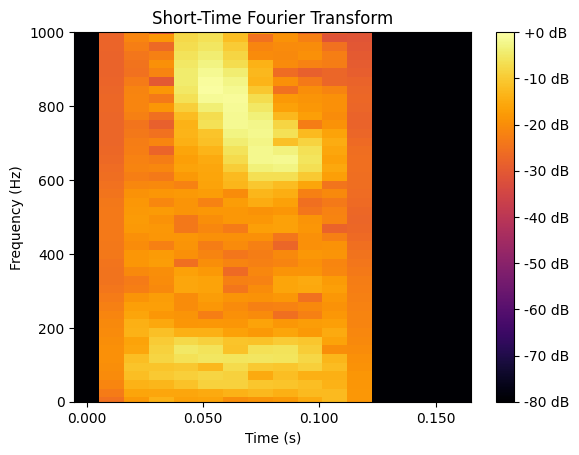 Short-Time Fourier Transform
Frequency (Hz)
1000
800
600
400
200
0
0.000
0.050
0.100
0.150
Time (s)
+0 dB
-10 dB
-20 dB
-30 dB
-40 dB
-50 dB
-60 dB
-70 dB
-80 dB